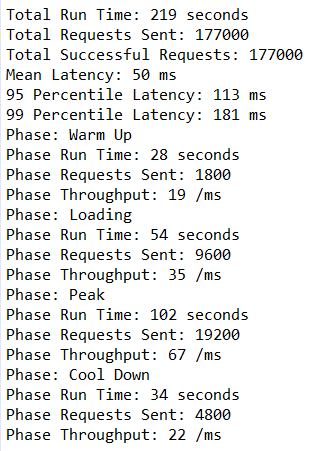 Total Run Time: 219 seconds
Total Requests Sent: 177000
Total Successful Requests: 177000
Mean Latency: 50 ms
95 Percentile Latency: 113 ms
99 Percentile Latency: 181 ms
Phase: Warm Up
Phase Run Time: 28 seconds
Phase Requests Sent: 1800
Phase Throughput: 19 /ms
Phase: Loading
Phase Run Time: 54 seconds
Phase Requests Sent: 9600
Phase Throughput: 35 /ms
Phase: Peak
Phase Run Time: 102 seconds
Phase Requests Sent: 19200
Phase Throughput: 67 /ms
Phase: Cool Down
Phase Run Time: 34 seconds
Phase Requests Sent: 4800
Phase Throughput: 22 /ms